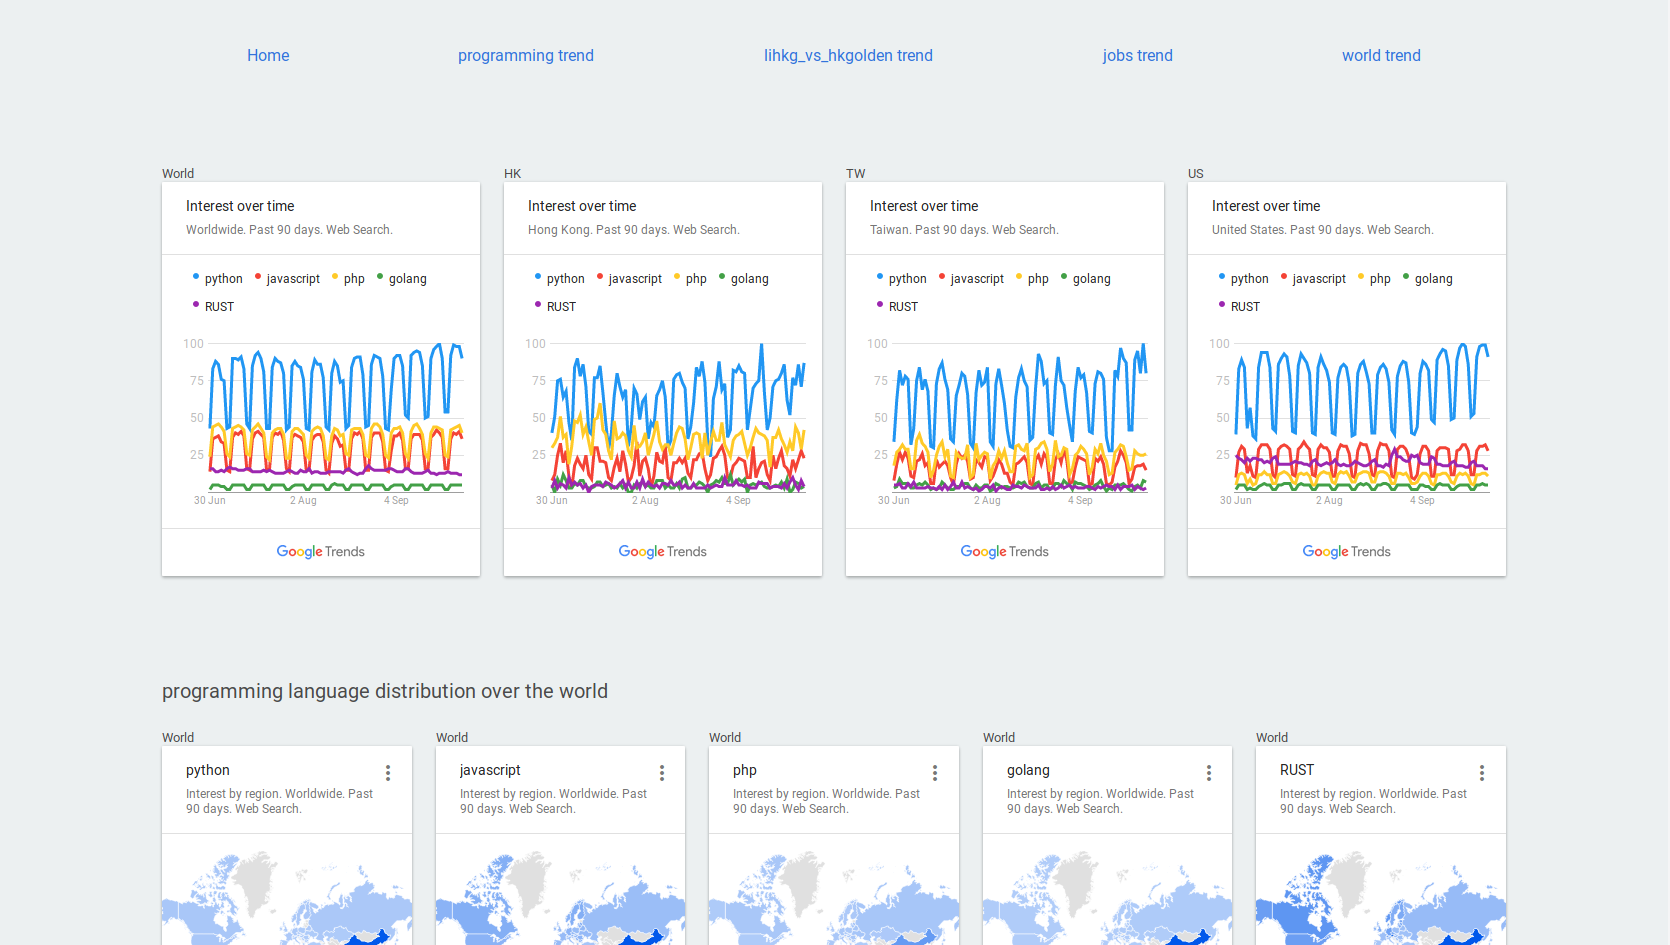 Home programming trend lihkg_vs_hkgolden trend jobs trend world trend
World
Interest over time
Worldwide. Past 90 days. Web Search.
python javascript php golang
RUST
100
75
50
25
30 Jun 2 Aug 4 Sep
Google Trends
HK
Interest over time
Hong Kong. Past 90 days. Web Search.
python javascript php golang
RUST
100
75
50
25
30 Jun 2 Aug 4 Sep
Google Trends
TW
Interest over time
Taiwan. Past 90 days. Web Search.
python javascript php golang
RUST
100
75
50
25
30 Jun 2 Aug 4 Sep
Google Trends
US
Interest over time
United States. Past 90 days. Web Search.
python javascript php golang
RUST
100
75
50
25
30 Jun 2 Aug 4 Sep
Google Trends
programming language distribution over the world
World
python
Interest by region. Worldwide. Past
90 days. Web Search.
World
javascript
Interest by region. Worldwide. Past
90 days. Web Search.
World
php
Interest by region. Worldwide. Past
90 days. Web Search.
World
golang
Interest by region. Worldwide. Past
90 days. Web Search.
World
RUST
Interest by region. Worldwide. Past
90 days. Web Search.